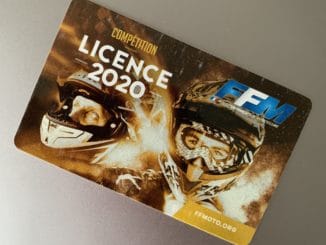 COMPÉTITION
LICENCE
2020
FFM
FFMOTO.ORG